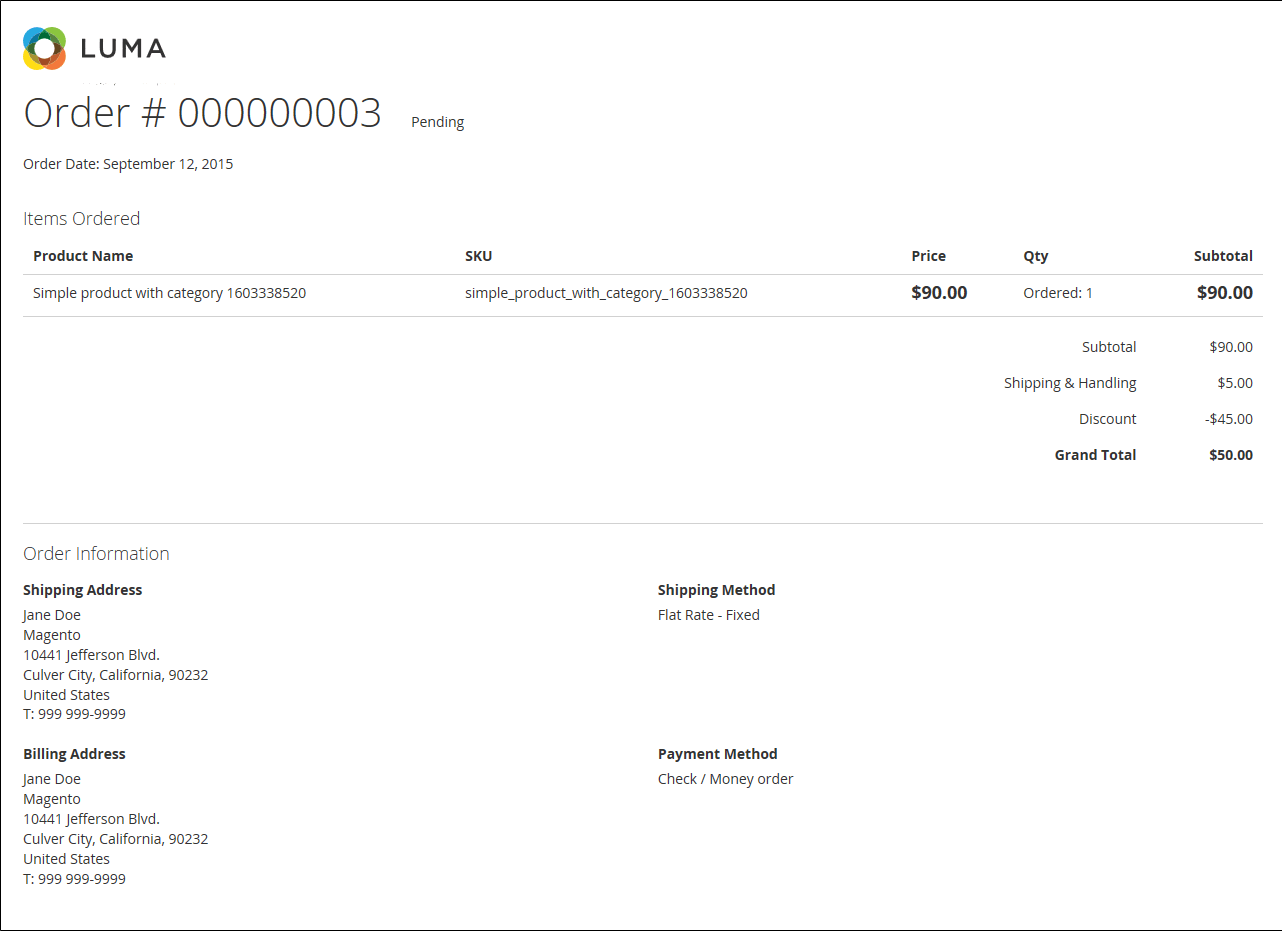 LUMA
Order # 000000003 Pending
Order Date: September 12, 2015
Items Ordered
Product Name SKU Price Qty Subtotal
Simple product with category 1603338520 simple_product_with_category_1603338520 $90.00 Ordered: 1 $90.00
Subtotal $90.00
Shipping & Handling $5.00
Discount -$45.00
Grand Total $50.00
Order Information
Shipping Address
Jane Doe
Magento
10441 Jefferson Blvd.
Culver City, California, 90232
United States
T: 999 999-9999
Shipping Method
Flat Rate - Fixed
Billing Address
Jane Doe
Magento
10441 Jefferson Blvd.
Culver City, California, 90232
United States
T: 999 999-9999
Payment Method
Check / Money order